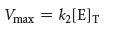 Vmax = k2[E]T